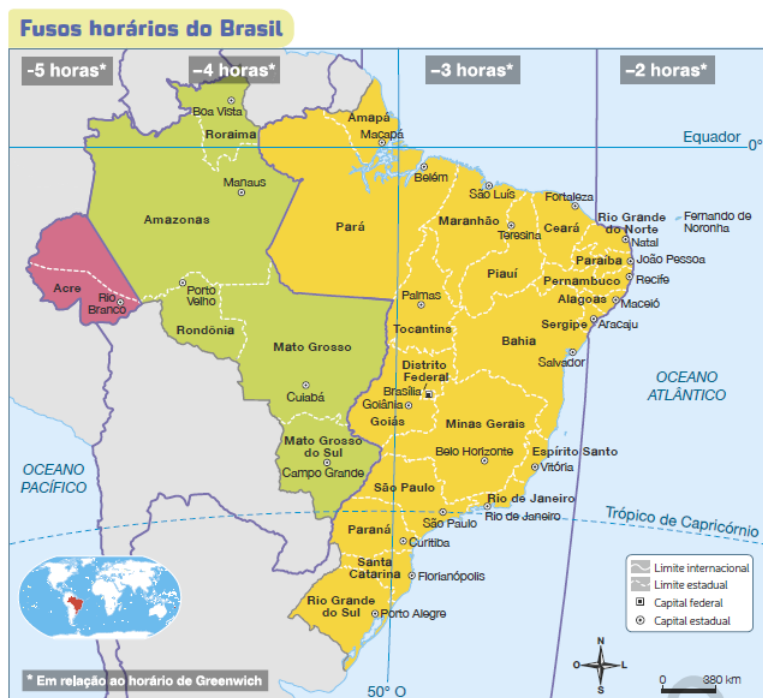 Fusos horários do Brasil
-5 horas*
-4 horas*
-3 horas*
-2 horas*
Boa Vista
Roraima
Amapá
Macapá
Equador
0°
Belém
São Luís
Fortaleza
Manaus
Amazonas
Pará
Maranhão
Teresina
Ceará
Rio Grande
do Norte
Natal
Fernando de
Noronha
Paraíba
João Pessoa
Piauí
Pernambuco
Recife
Acre
Rio
Branco
Porto
Velho
Palmas
Alagoas
Maceió
Rondônia
Tocantins
Sergipe
Aracaju
Mato Grosso
Bahia
Salvador
Distrito
Federal
Brasília
Cuiabá
Goiânia
Goiás
OCEANO
ATLÂNTICO
Minas Gerais
Mato Grosso
do Sul
Campo Grande
Belo Horizonte
Espírito Santo
Vitória
OCEANO
PACÍFICO
São Paulo
Rio de Janeiro
São Paulo
Rio de Janeiro
Trópico de Capricórnio
Paraná
Curitiba
Santa
Catarina
Florianópolis
Rio Grande
do Sul
Porto Alegre
Limite internacional
Limite estadual
Capital federal
Capital estadual
N
O
L
S
0
380 km
* Em relação ao horário de Greenwich
50° O